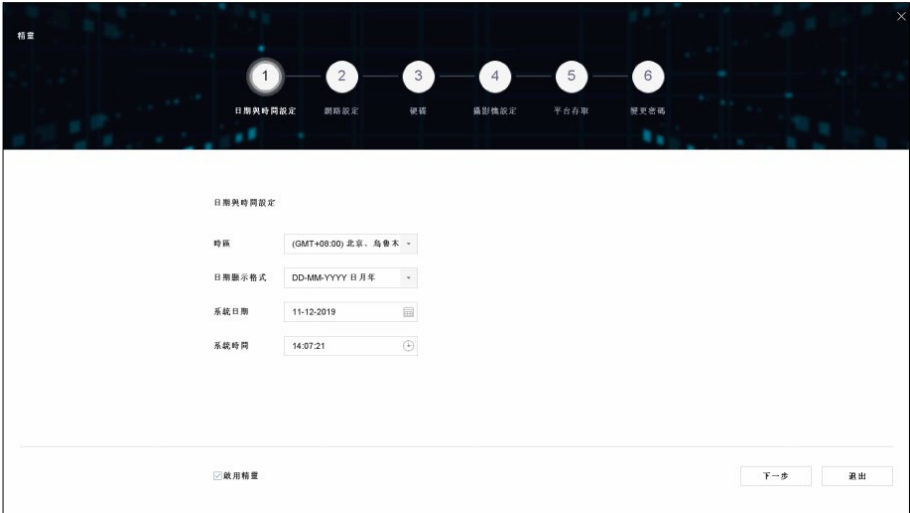 精靈
1
2
3
4
5
6
日期與時間設定
網路設定
硬碟
攝影機設定
平台存取
變更密碼
日期與時間設定
時區
(GMT+08:00) 北京、烏魯木
日期顯示格式
DD-MM-YYYY 日月年
系統日期
11-12-2019
系統時間
14:07:21
啟用精靈
下一步
退出